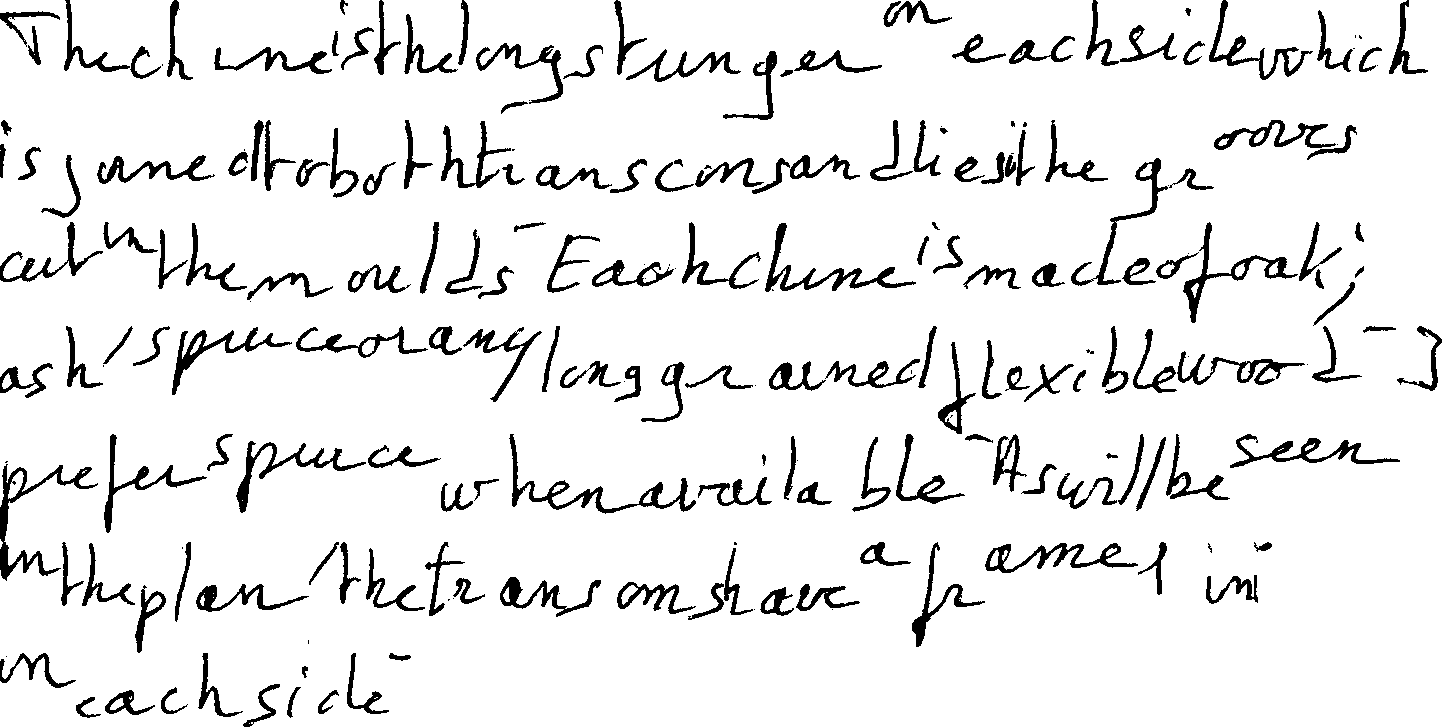 The chine is the long stringer on each side which
is joined to both transoms and lies in the grooves
cut in the moulds. Each chine is made of oak,
ash, spruce or any long grained flexible wood. I
prefer spruce when available. As will be seen
in the plan, the transoms have a frame 1 in.
on each side.